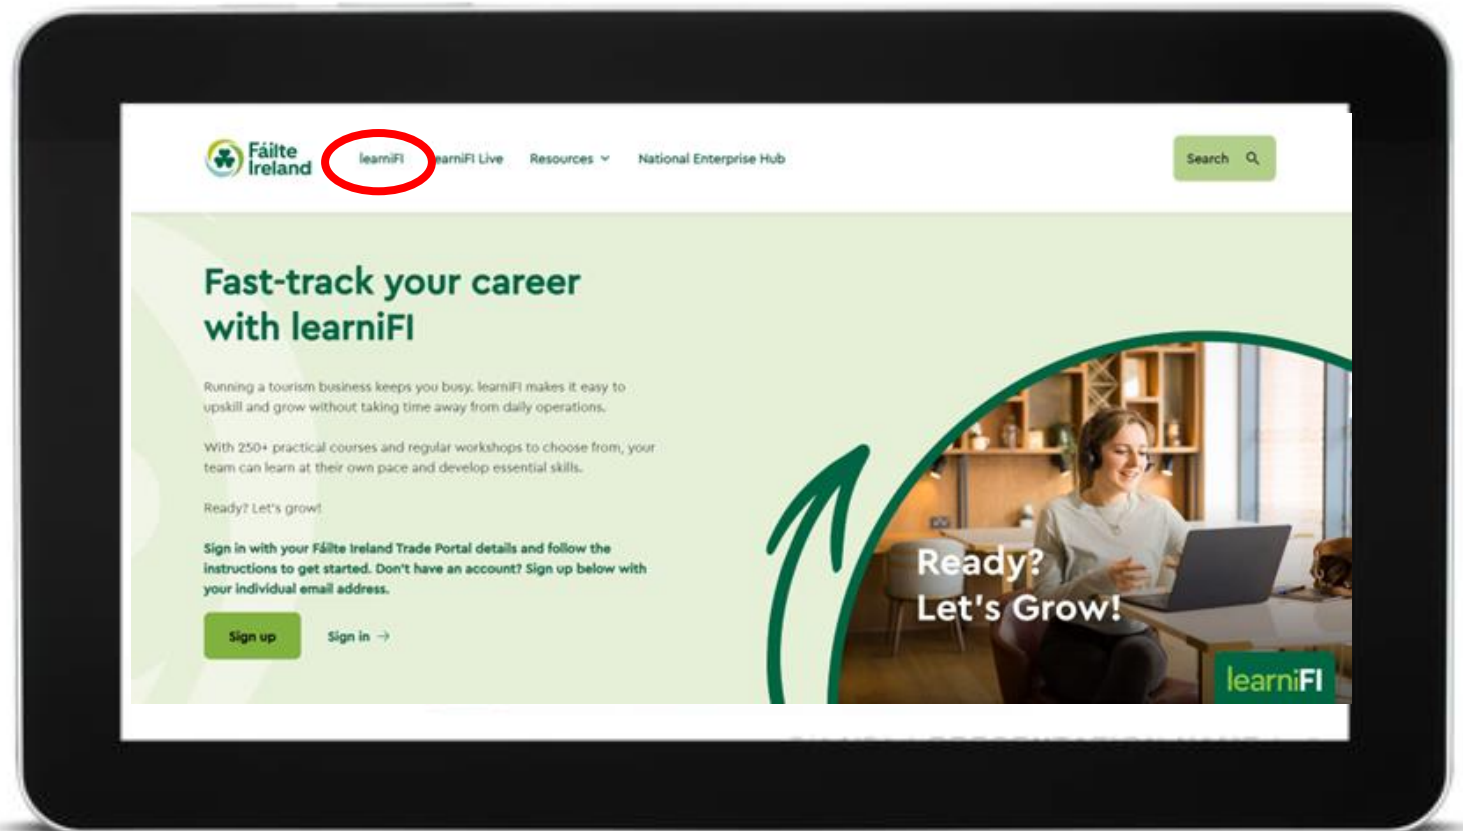 Fáilte
Ireland
learniFI
learniFI Live
Resources
National Enterprise Hub
Search
Fast-track your career
with learniFI
Running a tourism business keeps you busy. learniFI makes it easy to
upskill and grow without taking time away from daily operations.
With 250+ practical courses and regular workshops to choose from, your
team can learn at their own pace and develop essential skills.
Ready? Let's grow!
Sign in with your Fáilte Ireland Trade Portal details and follow the
instructions to get started. Don't have an account? Sign up below with
your individual email address.
Sign up
Sign in →
Ready?
Let's Grow!
learniFI